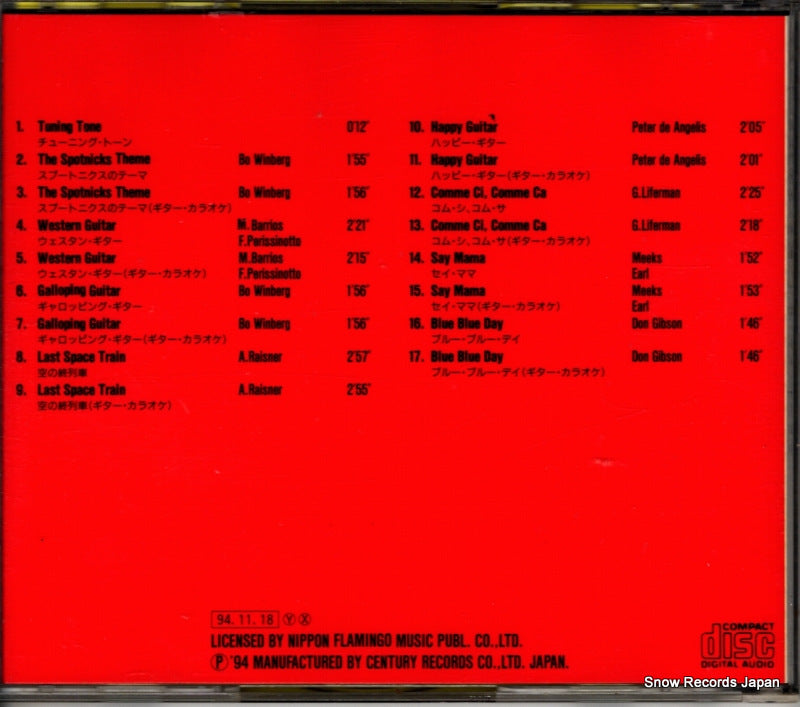 1. Tuning Tone 0'12"
チューニング・トーン
2. The Spotnicks Theme Bo Winberg 1'55"
スプートニクスのテーマ
3. The Spotnicks Theme Bo Winberg 1'56"
スプートニクスのテーマ(ギター・カラオケ)
4. Western Guitar M.Barrios 2'21"
ウェスタン・ギター F.Perissinotto
5. Western Guitar M.Barrios 2'15"
ウェスタン・ギター(ギター・カラオケ) F.Perissinotto
6. Galloping Guitar Bo Winberg 1'56"
ギャロッピング・ギター
7. Galloping Guitar Bo Winberg 1'56"
ギャロッピング・ギター(ギター・カラオケ)
8. Last Space Train A.Raisner 2'57"
空の終列車
9. Last Space Train A.Raisner 2'55"
空の終列車(ギター・カラオケ)
10. Happy Guitar Peter de Angelis 2'05"
ハッピー・ギター
11. Happy Guitar Peter de Angelis 2'01"
ハッピー・ギター(ギター・カラオケ)
12. Comme Ci, Comme Ca G.Liferman 2'25"
コム・シ、コム・サ
13. Comme Ci, Comme Ca G.Liferman 2'18"
コム・シ、コム・サ(ギター・カラオケ)
14. Say Mama Meeks 1'52"
セイ・ママ Earl
15. Say Mama Meeks 1'53"
セイ・ママ(ギター・カラオケ) Earl
16. Blue Blue Day Don Gibson 1'46"
ブルー・ブルー・デイ
17. Blue Blue Day Don Gibson 1'46"
ブルー・ブルー・デイ(ギター・カラオケ)
94.11.18 Ⓨ Ⓧ
LICENSED BY NIPPON FLAMINGO MUSIC PUBL. CO.,LTD.
Ⓟ'94 MANUFACTURED BY CENTURY RECORDS CO.,LTD. JAPAN.
COMPACT
disc
DIGITAL AUDIO
Snow Records Japan